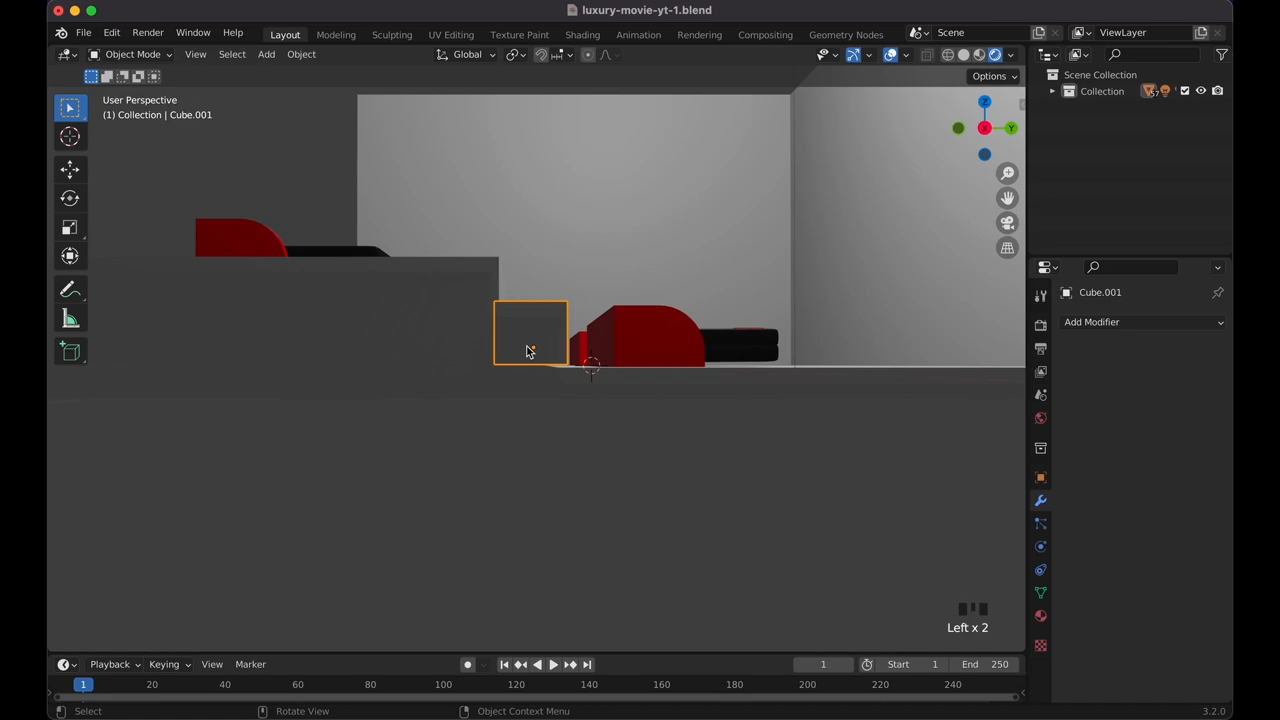 luxury-movie-yt-1.blend
File Edit Render Window Help Layout Modeling Sculpting UV Editing Texture Paint Shading Animation Rendering Compositing Geometry Nodes Scene ViewLayer
Object Mode View Select Add Object Global
Options
User Perspective
(1) Collection | Cube.001
Z
X
Y
Scene Collection
Collection 57
Cube.001
Add Modifier
Left x 2
Playback Keying View Marker 1 Start 1 End 250
1 20 40 60 80 100 120 140 160 180 200 220 240
Select Rotate View Object Context Menu 3.2.0